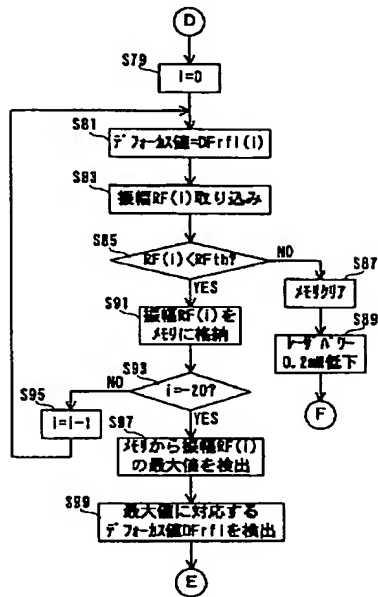 D
S79
i=0
S81
デフォーカス値=DFrfl(i)
S83
振幅RF(i)取り込み
S85
RF(i)<RFth?
NO
S87
メモリクリア
YES
S91
振幅RF(i)を
メモリに格納
S89
レーザパワー
0.2mW低下
F
S93
NO
i=-20?
S95
i=i-1
YES
S97
メモリから振幅RF(i)
の最大値を検出
S99
最大値に対応する
デフォーカス値DFrflを検出
E